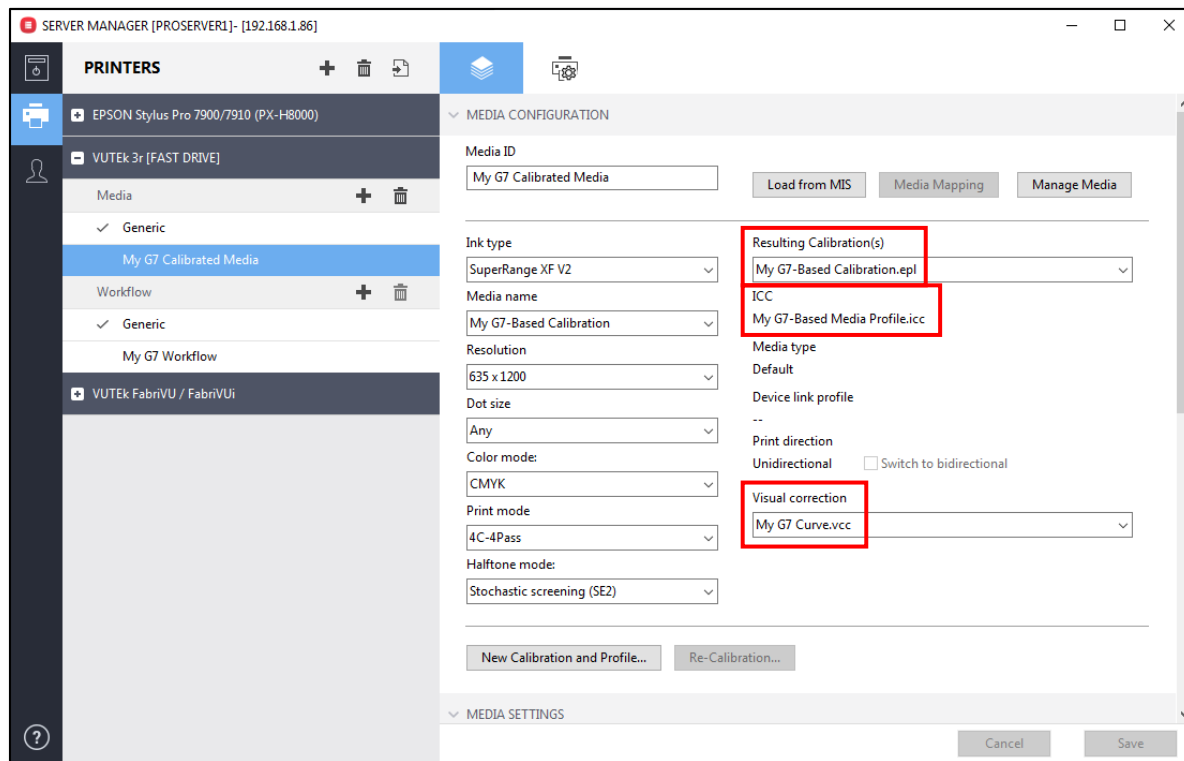 SERVER MANAGER [PROSERVER1]- [192.168.1.86]
PRINTERS
EPSON Stylus Pro 7900/7910 (PX-H8000)
VUTEk 3r [FAST DRIVE]
Media
Generic
My G7 Calibrated Media
Workflow
Generic
My G7 Workflow
VUTEk FabriVU / FabriVUi
MEDIA CONFIGURATION
Media ID
My G7 Calibrated Media
Load from MIS
Media Mapping
Manage Media
Ink type
SuperRange XF V2
Media name
My G7-Based Calibration
Resolution
635 x 1200
Dot size
Any
Color mode:
CMYK
Print mode
4C-4Pass
Halftone mode:
Stochastic screening (SE2)
Resulting Calibration(s)
My G7-Based Calibration.epl
ICC
My G7-Based Media Profile.icc
Media type
Default
Device link profile
--
Print direction
Unidirectional
Switch to bidirectional
Visual correction
My G7 Curve.vcc
New Calibration and Profile...
Re-Calibration...
MEDIA SETTINGS
?
Cancel
Save